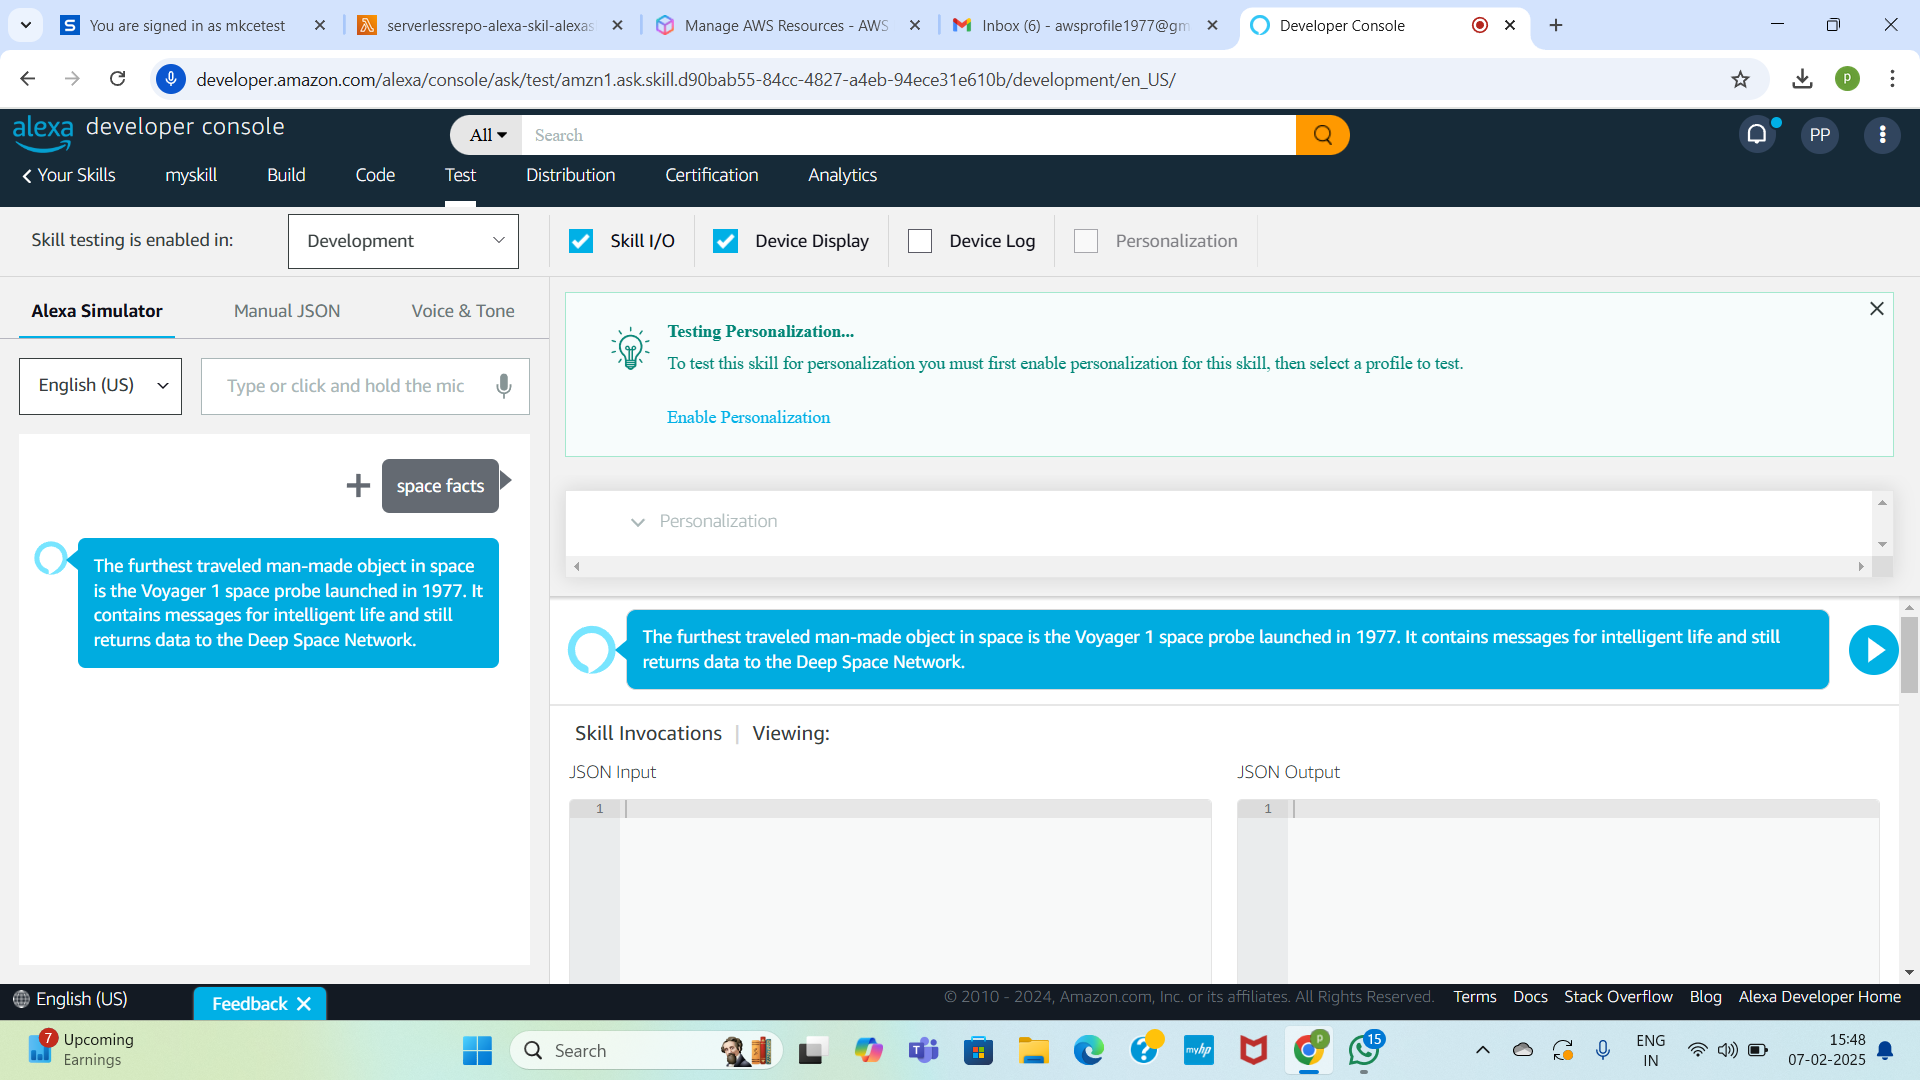 You are signed in as mkcetest
serverlessrepo-alexa-skil-alexas
Manage AWS Resources - AWS
Inbox (6) - awsprofile1977@gm
Developer Console
developer.amazon.com/alexa/console/ask/test/amzn1.ask.skill.d90bab55-84cc-4827-a4eb-94ece31e610b/development/en_US/
P
alexa developer console
All
Search
PP
Your Skills
myskill
Build
Code
Test
Distribution
Certification
Analytics
Skill testing is enabled in:
Development
Skill I/O
Device Display
Device Log
Personalization
Alexa Simulator
Manual JSON
Voice & Tone
English (US)
Type or click and hold the mic
space facts
The furthest traveled man-made object in space
is the Voyager 1 space probe launched in 1977. It
contains messages for intelligent life and still
returns data to the Deep Space Network.
Testing Personalization...
To test this skill for personalization you must first enable personalization for this skill, then select a profile to test.
Enable Personalization
Personalization
The furthest traveled man-made object in space is the Voyager 1 space probe launched in 1977. It contains messages for intelligent life and still
returns data to the Deep Space Network.
Skill Invocations | Viewing:
JSON Input
JSON Output
1
1
English (US)
Feedback
© 2010 - 2024, Amazon.com, Inc. or its affiliates. All Rights Reserved.
Terms
Docs
Stack Overflow
Blog
Alexa Developer Home
7
Upcoming
Earnings
Search
myhp
P
15
ENG
IN
15:48
07-02-2025